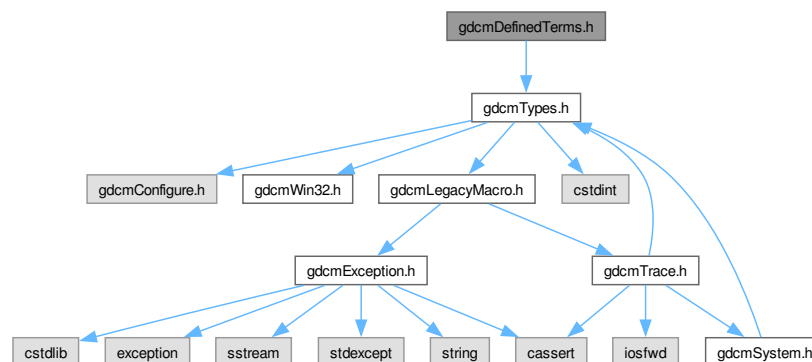 gdcmDefinedTerms.h
gdcmTypes.h
gdcmConfigure.h
gdcmWin32.h
gdcmLegacyMacro.h
cstdint
gdcmException.h
gdcmTrace.h
cstdlib
exception
sstream
stdexcept
string
cassert
iosfwd
gdcmSystem.h